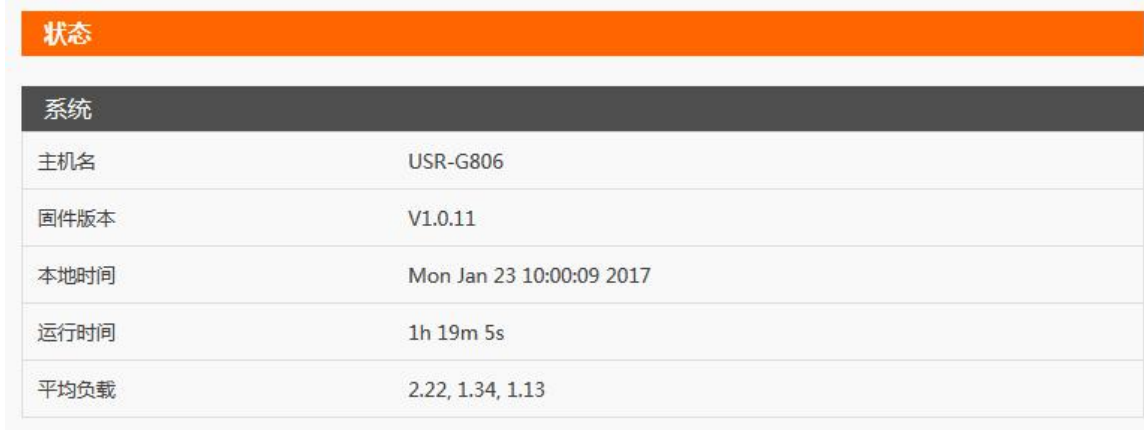 状态
系统
主机名 USR-G806
固件版本 V1.0.11
本地时间 Mon Jan 23 10:00:09 2017
运行时间 1h 19m 5s
平均负载 2.22, 1.34, 1.13